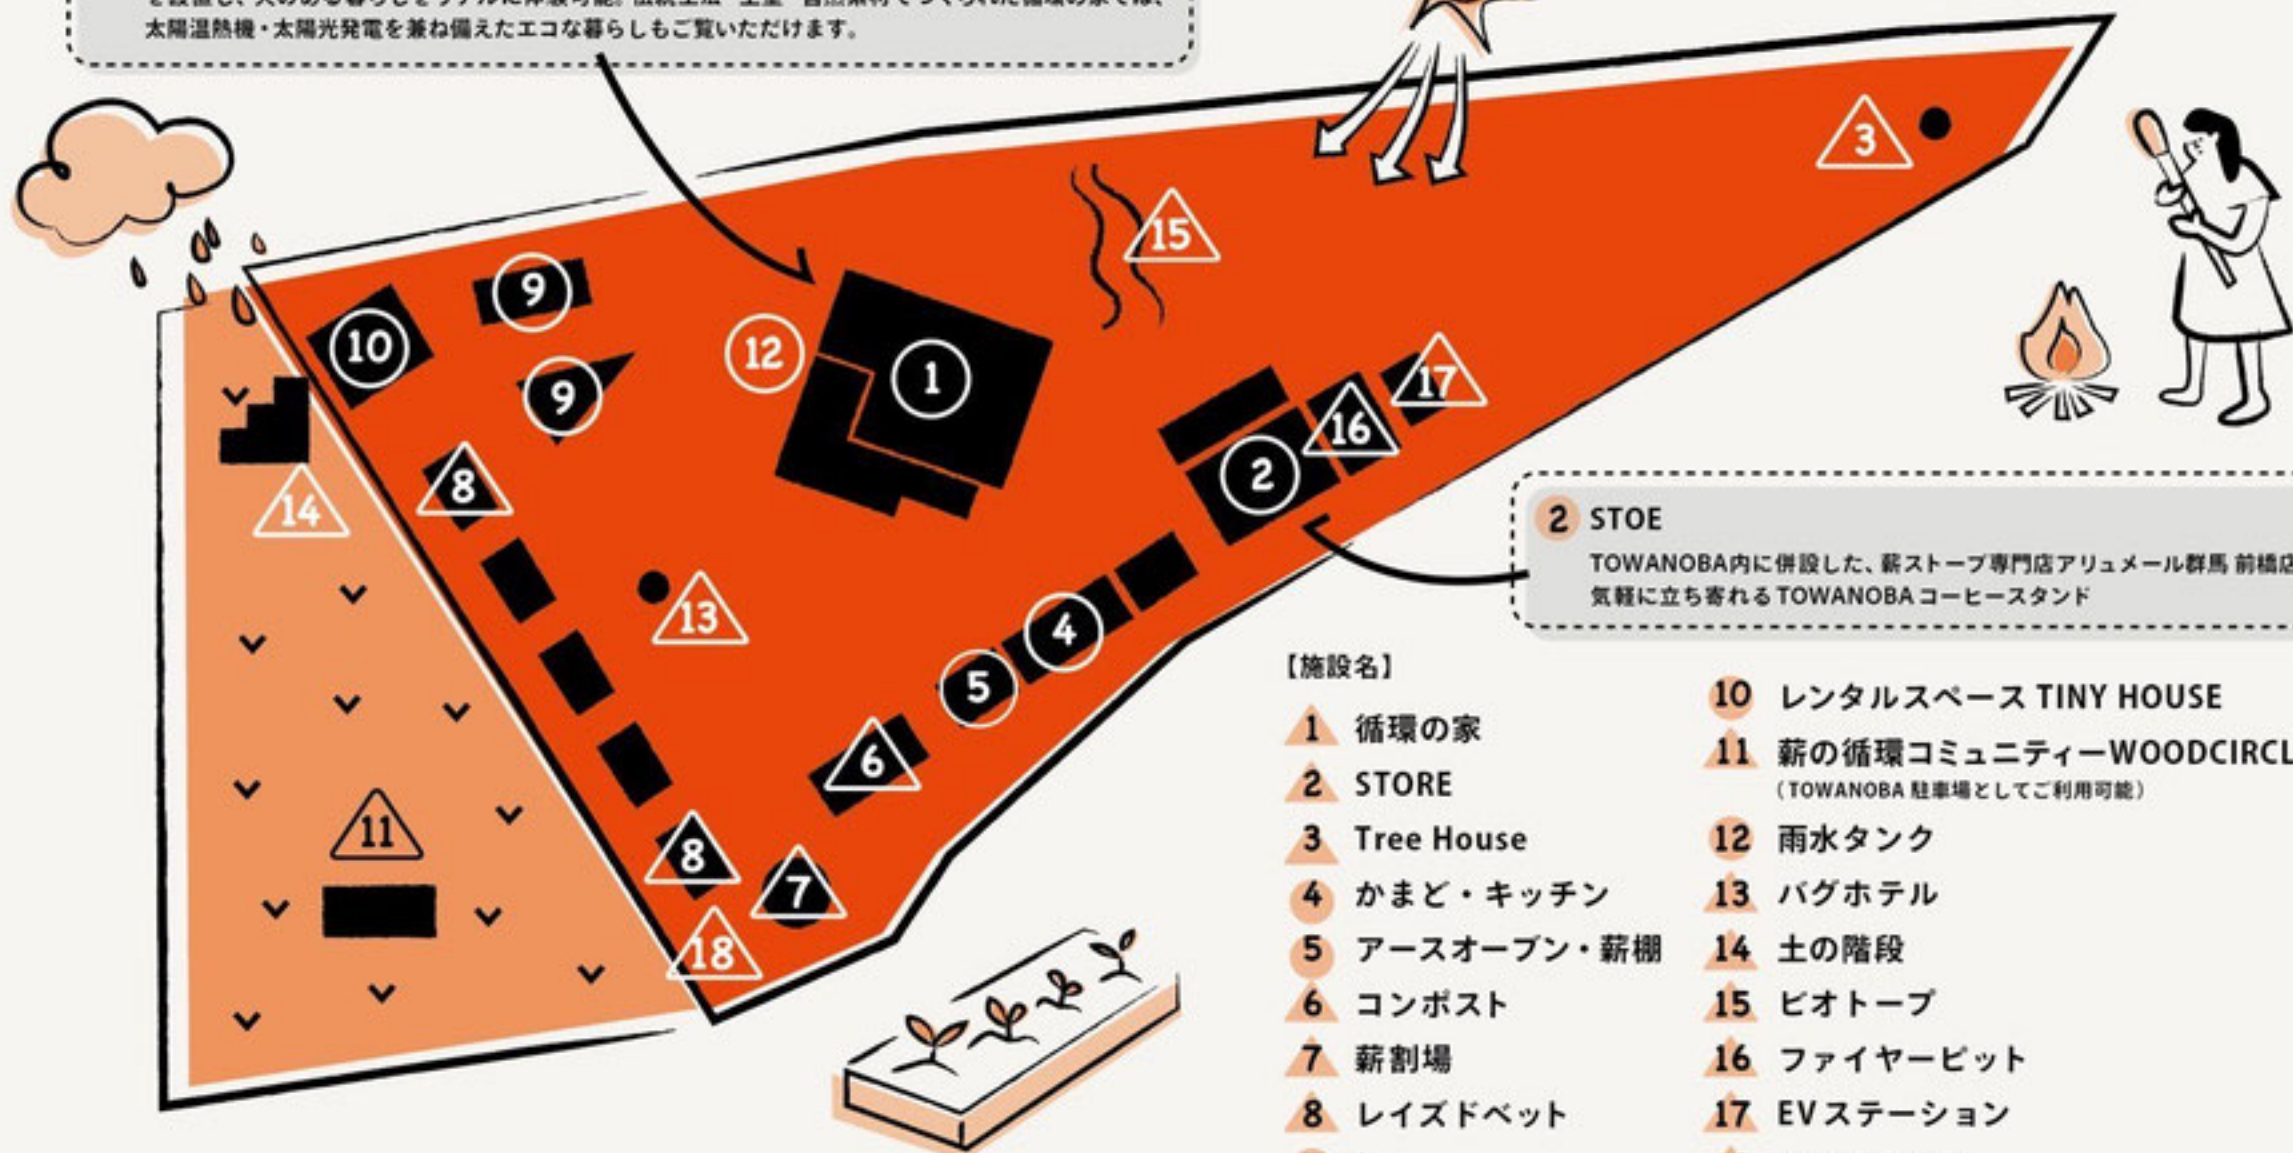 太陽温熱機・太陽光発電を兼ね備えたエコな暮らしもご覧いただけます。
3
15
9
10
12
1
9
17
16
2
8
14
2 STOE
TOWANOBA内に併設した、薪ストーブ専門店アリュメール群馬 前橋店
気軽に立ち寄れるTOWANOBAコーヒースタンド
13
4
5
6
11
8
7
18
【施設名】
1 循環の家
2 STORE
3 Tree House
4 かまど・キッチン
5 アースオーブン・薪棚
6 コンポスト
7 薪割場
8 レイズドベット
10 レンタルスペース TINY HOUSE
11 薪の循環コミュニティーWOODCIRCL
（TOWANOBA 駐車場としてご利用可能）
12 雨水タンク
13 バグホテル
14 土の階段
15 ビオトープ
16 ファイヤーピット
17 EVステーション